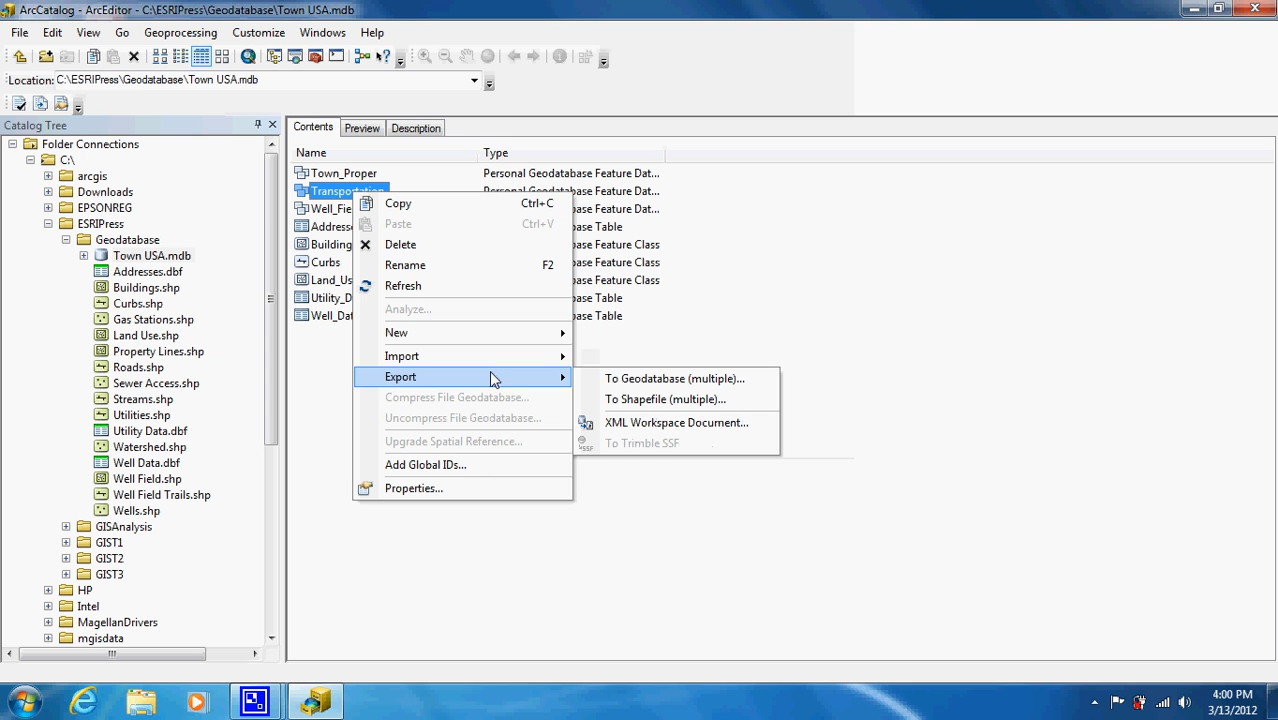 ArcCatalog - ArcEditor - C:\ESRIPress\Geodatabase\Town USA.mdb
File Edit View Go Geoprocessing Customize Windows Help
Location: C:\ESRIPress\Geodatabase\Town USA.mdb
Catalog Tree
Folder Connections
C:\
arcgis
Downloads
EPSONREG
ESRIPress
Geodatabase
Town USA.mdb
Addresses.dbf
Buildings.shp
Curbs.shp
Gas Stations.shp
Land Use.shp
Property Lines.shp
Roads.shp
Sewer Access.shp
Streams.shp
Utilities.shp
Utility Data.dbf
Watershed.shp
Well Data.dbf
Well Field.shp
Well Field Trails.shp
Wells.shp
GISAnalysis
GIST1
GIST2
GIST3
HP
Intel
MagellanDrivers
mgisdata
Contents Preview Description
Name Type
Town_Proper Personal Geodatabase Feature Dat...
Transportation Personal Geodatabase Feature Dat...
Well_Fie base Feature Dat...
Addresse base Table
Building base Feature Class
Curbs base Feature Class
Land_Us base Feature Class
Utility_D base Table
Well_Dat base Table
Copy Ctrl+C
Paste Ctrl+V
Delete
Rename F2
Refresh
Analyze...
New
Import
Export
Compress File Geodatabase...
Uncompress File Geodatabase...
Upgrade Spatial Reference...
Add Global IDs...
Properties...
To Geodatabase (multiple)...
To Shapefile (multiple)...
XML Workspace Document...
To Trimble SSF
4:00 PM
3/13/2012